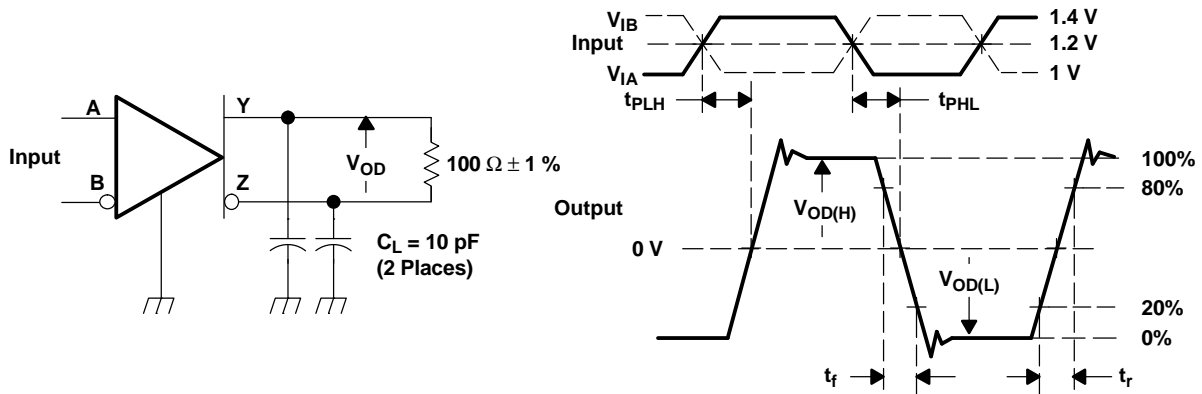 Input
A
B
Y
Z
V_OD
100 Ω ± 1 %
C_L = 10 pF
(2 Places)
V_IB
Input
V_IA
1.4 V
1.2 V
1 V
t_PLH
t_PHL
Output
0 V
V_OD(H)
V_OD(L)
100%
80%
20%
0%
t_f
t_r